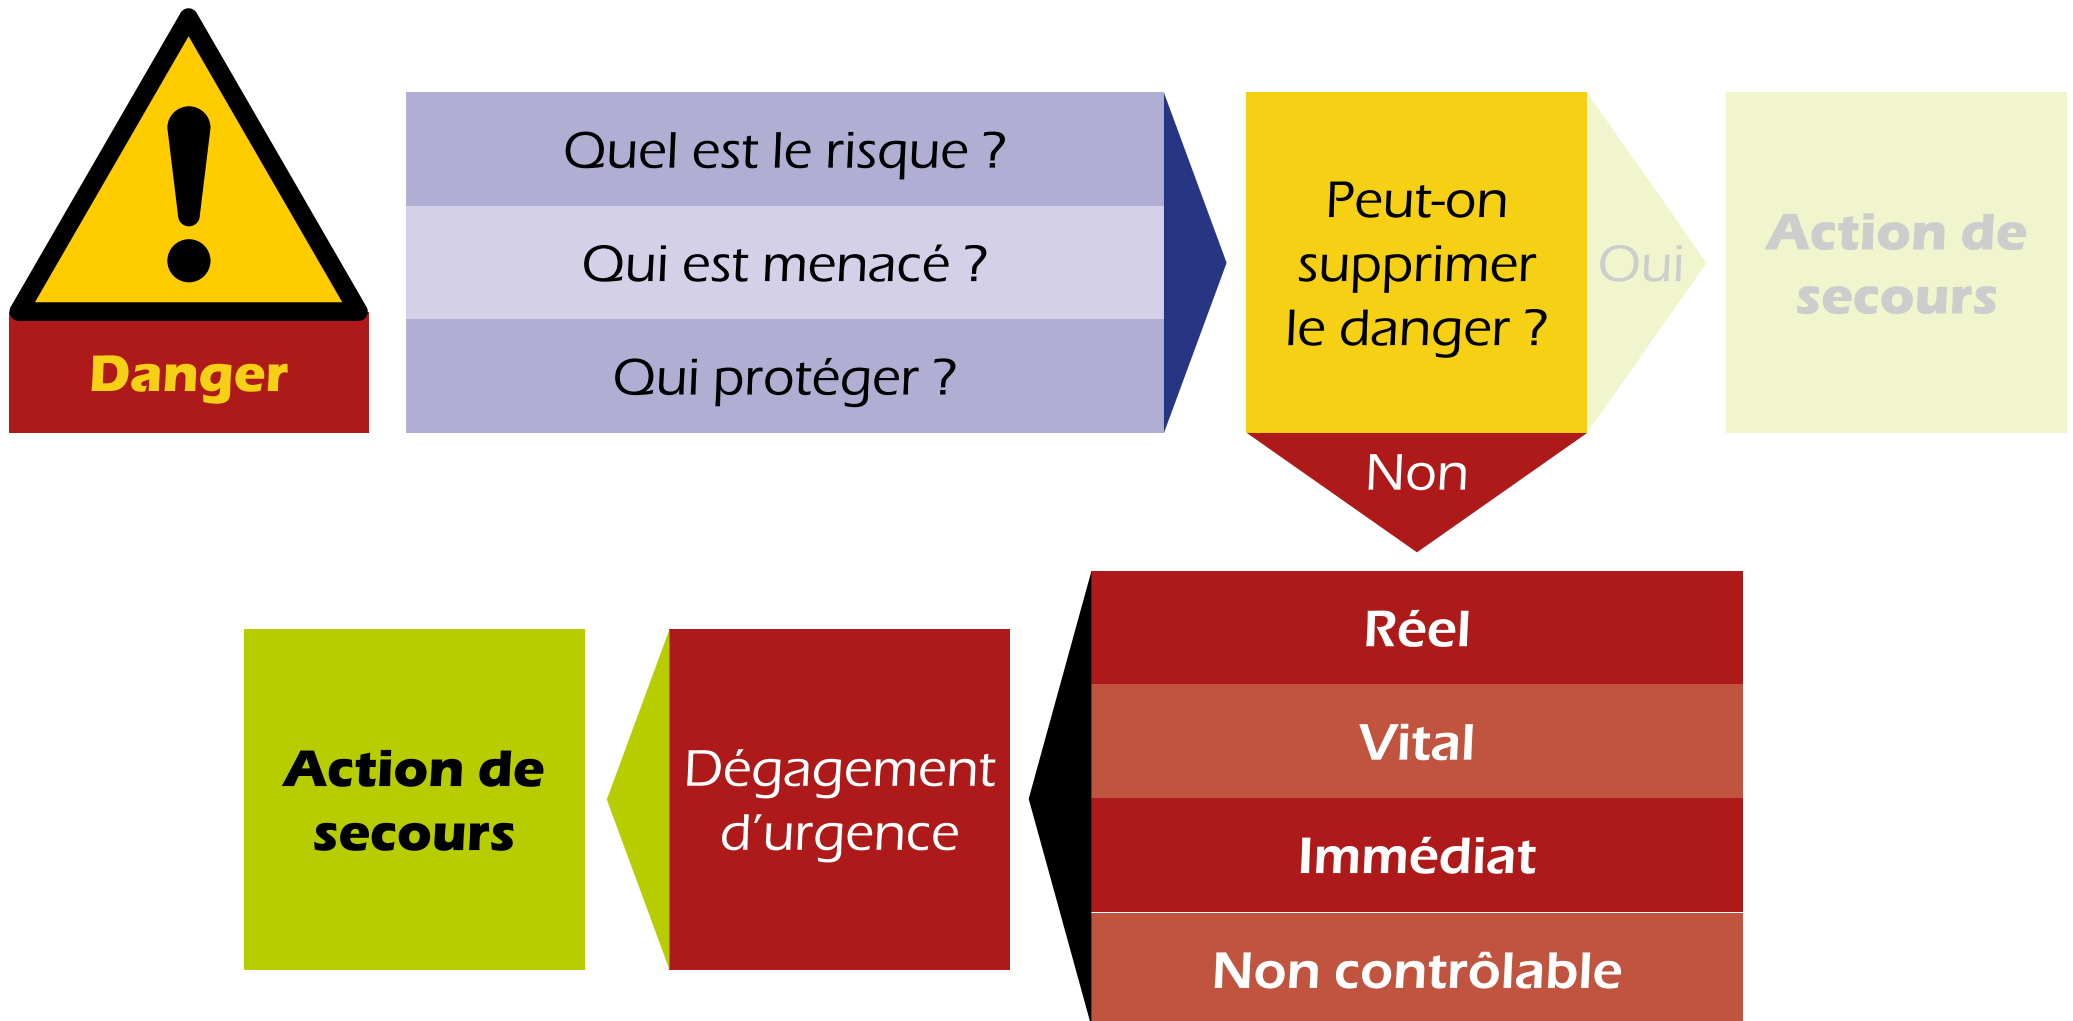 Danger
Quel est le risque ?
Qui est menacé ?
Qui protéger ?
Peut-on
supprimer
le danger ?
Oui
Action de
secours
Non
Réel
Vital
Immédiat
Non contrôlable
Dégagement
d’urgence
Action de
secours